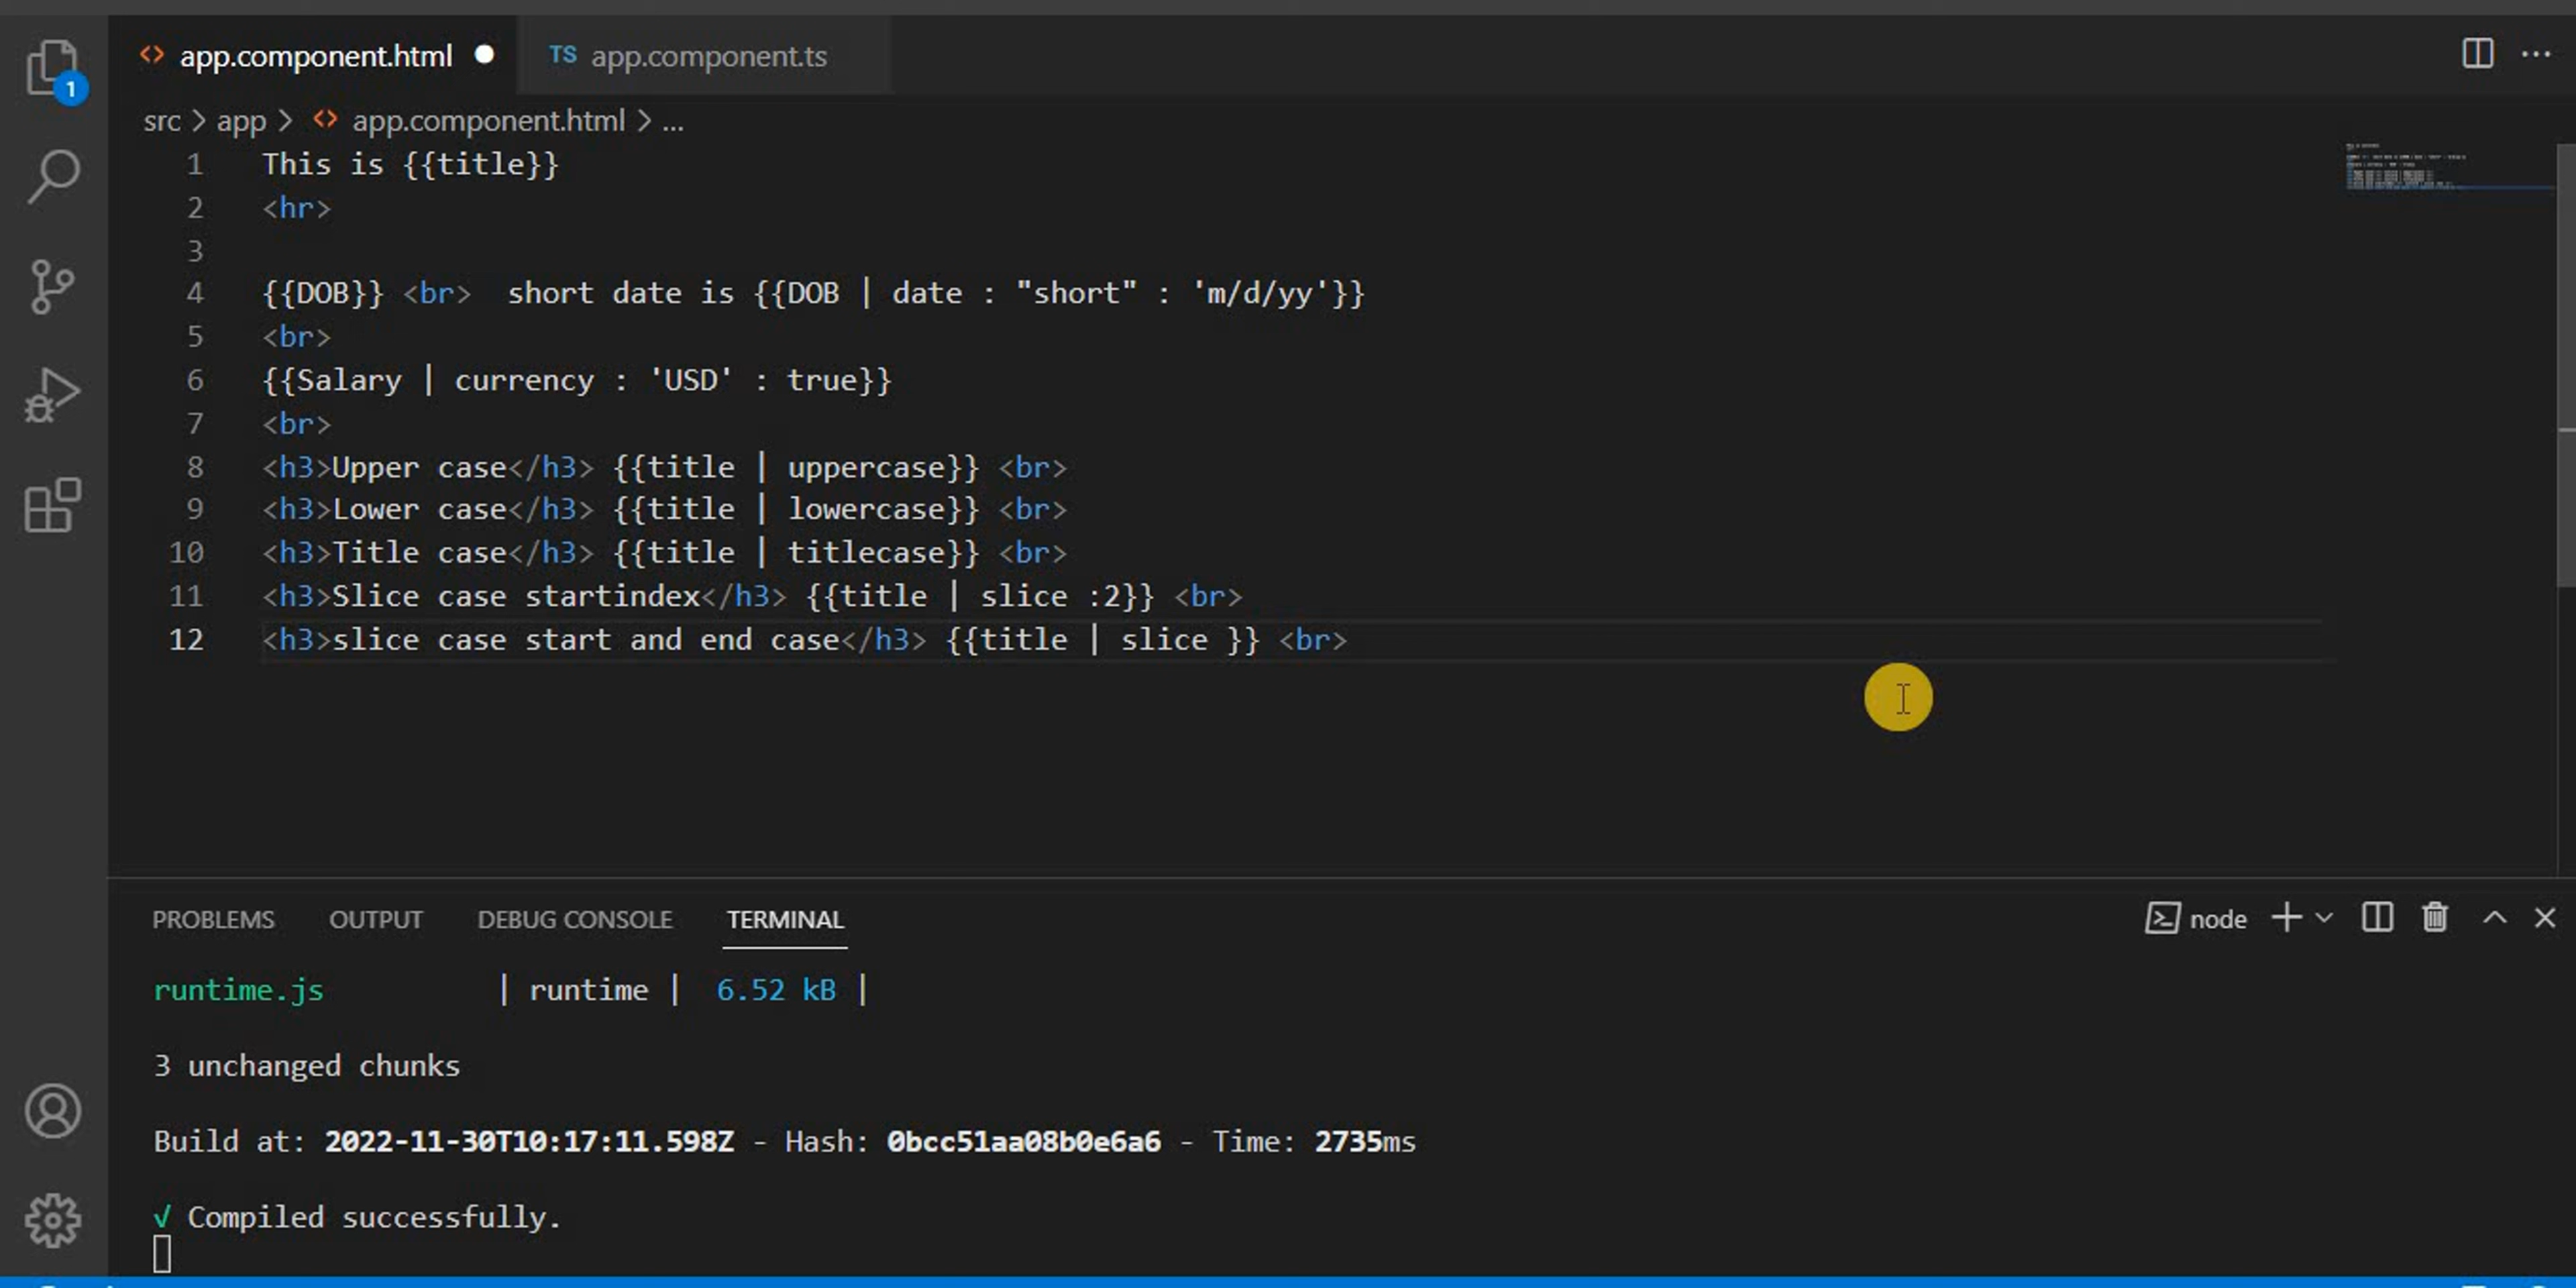 app.component.html
TS app.component.ts
1
src > app > app.component.html > ...
1 This is {{title}}
2 <hr>
3
4 {{DOB}} <br>  short date is {{DOB | date : "short" : 'm/d/yy'}}
5 <br>
6 {{Salary | currency : 'USD' : true}}
7 <br>
8 <h3>Upper case</h3> {{title | uppercase}} <br>
9 <h3>Lower case</h3> {{title | lowercase}} <br>
10 <h3>Title case</h3> {{title | titlecase}} <br>
11 <h3>Slice case startindex</h3> {{title | slice :2}} <br>
12 <h3>slice case start and end case</h3> {{title | slice }} <br>
PROBLEMS OUTPUT DEBUG CONSOLE TERMINAL node
runtime.js | runtime | 6.52 kB |
3 unchanged chunks
Build at: 2022-11-30T10:17:11.598Z - Hash: 0bcc51aa08b0e6a6 - Time: 2735ms
√ Compiled successfully.